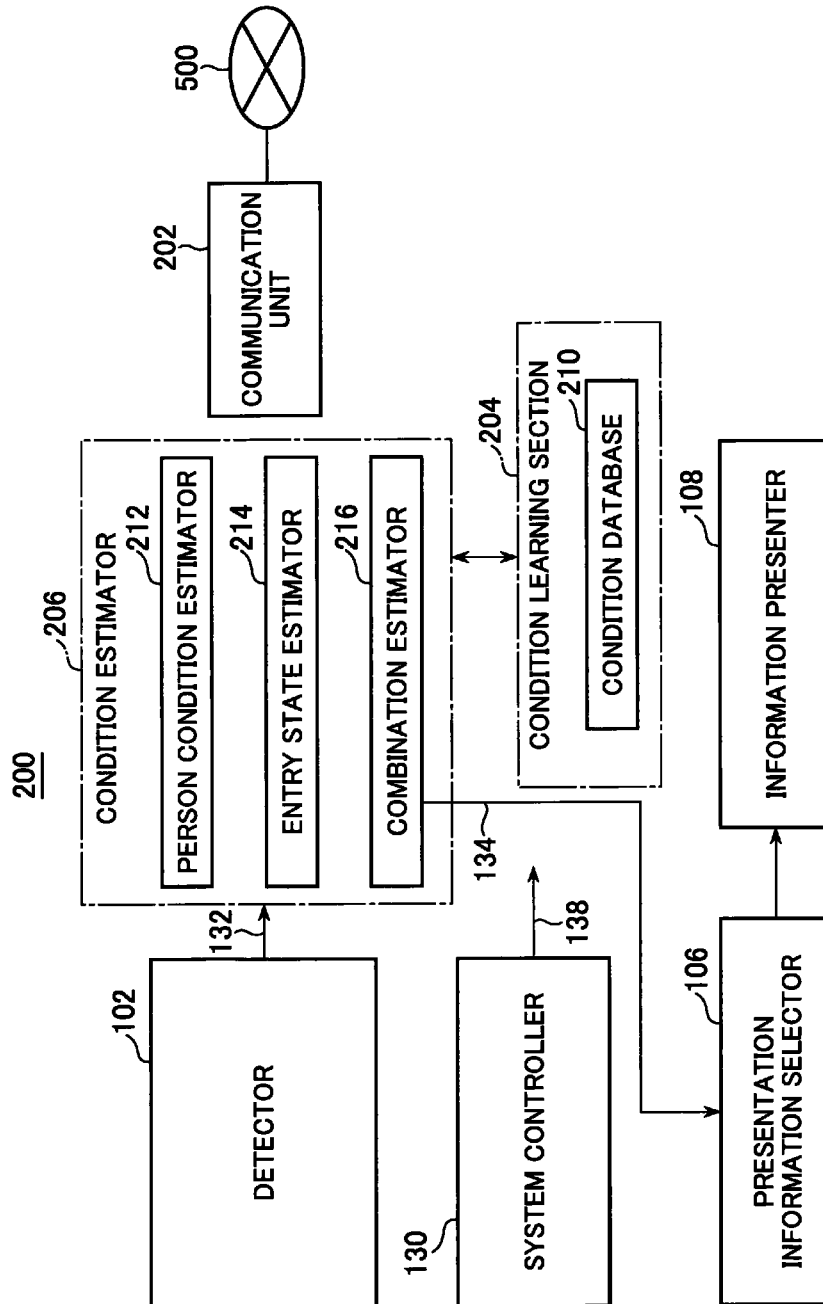 200
500
202
COMMUNICATION
UNIT
206
CONDITION ESTIMATOR
212
PERSON CONDITION ESTIMATOR
214
ENTRY STATE ESTIMATOR
216
COMBINATION ESTIMATOR
204
CONDITION LEARNING SECTION
210
CONDITION DATABASE
102
DETECTOR
132
134
130
SYSTEM CONTROLLER
138
106
PRESENTATION
INFORMATION SELECTOR
108
INFORMATION PRESENTER